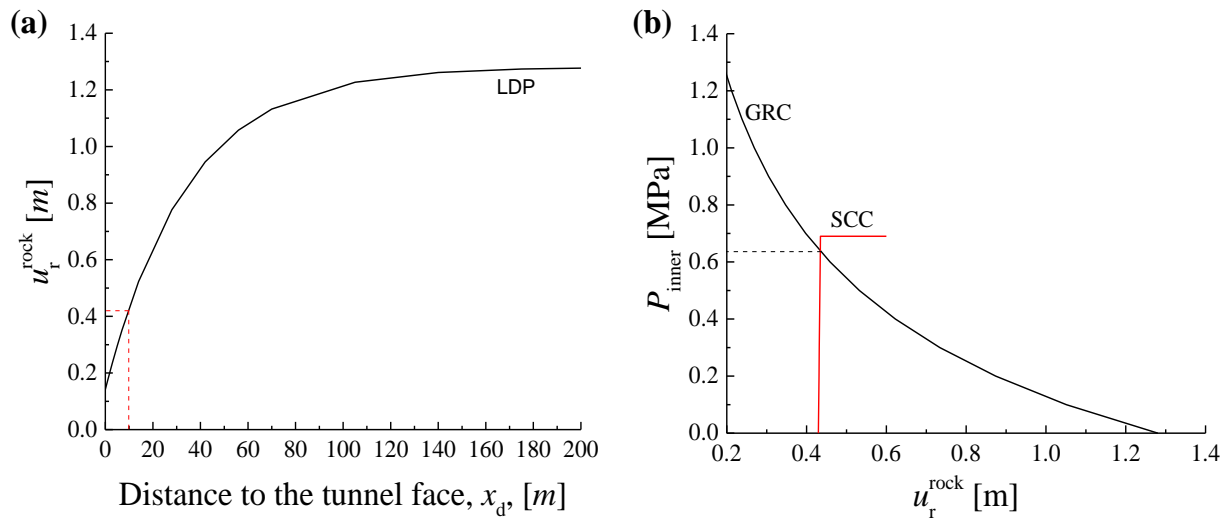 (a)
1.4
1.2
1.0
0.8
0.6
0.4
0.2
0.0
u_r^rock [m]
LDP
0 20 40 60 80 100 120 140 160 180 200
Distance to the tunnel face, x_d, [m]
(b)
1.4
1.2
1.0
0.8
0.6
0.4
0.2
0.0
P_inner [MPa]
GRC
SCC
0.2 0.4 0.6 0.8 1.0 1.2 1.4
u_r^rock [m]